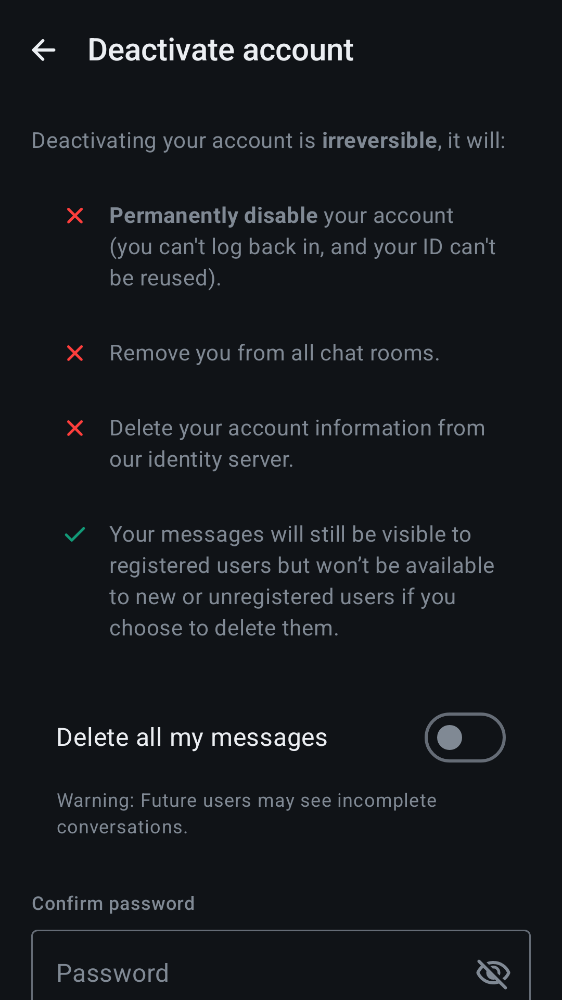 Deactivate account
Deactivating your account is irreversible, it will:
Permanently disable your account
(you can't log back in, and your ID can't
be reused).
Remove you from all chat rooms.
Delete your account information from
our identity server.
Your messages will still be visible to
registered users but won’t be available
to new or unregistered users if you
choose to delete them.
Delete all my messages
Warning: Future users may see incomplete
conversations.
Confirm password
Password